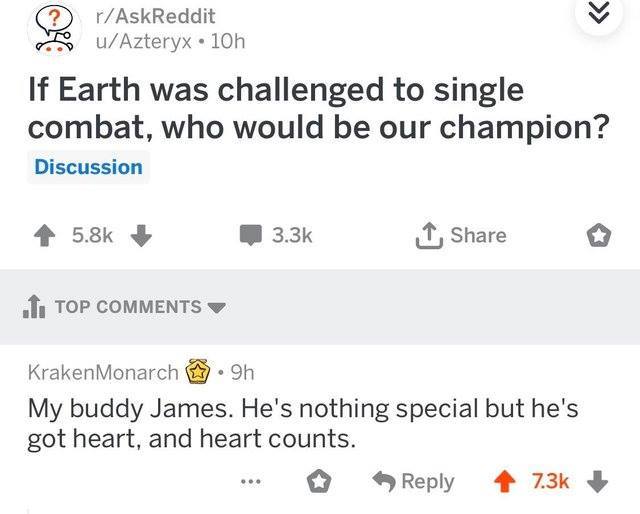 r/AskReddit
u/Azteryx • 10h
If Earth was challenged to single
combat, who would be our champion?
Discussion
5.8k
3.3k
Share
TOP COMMENTS
KrakenMonarch • 9h
My buddy James. He's nothing special but he's
got heart, and heart counts.
... Reply 7.3k